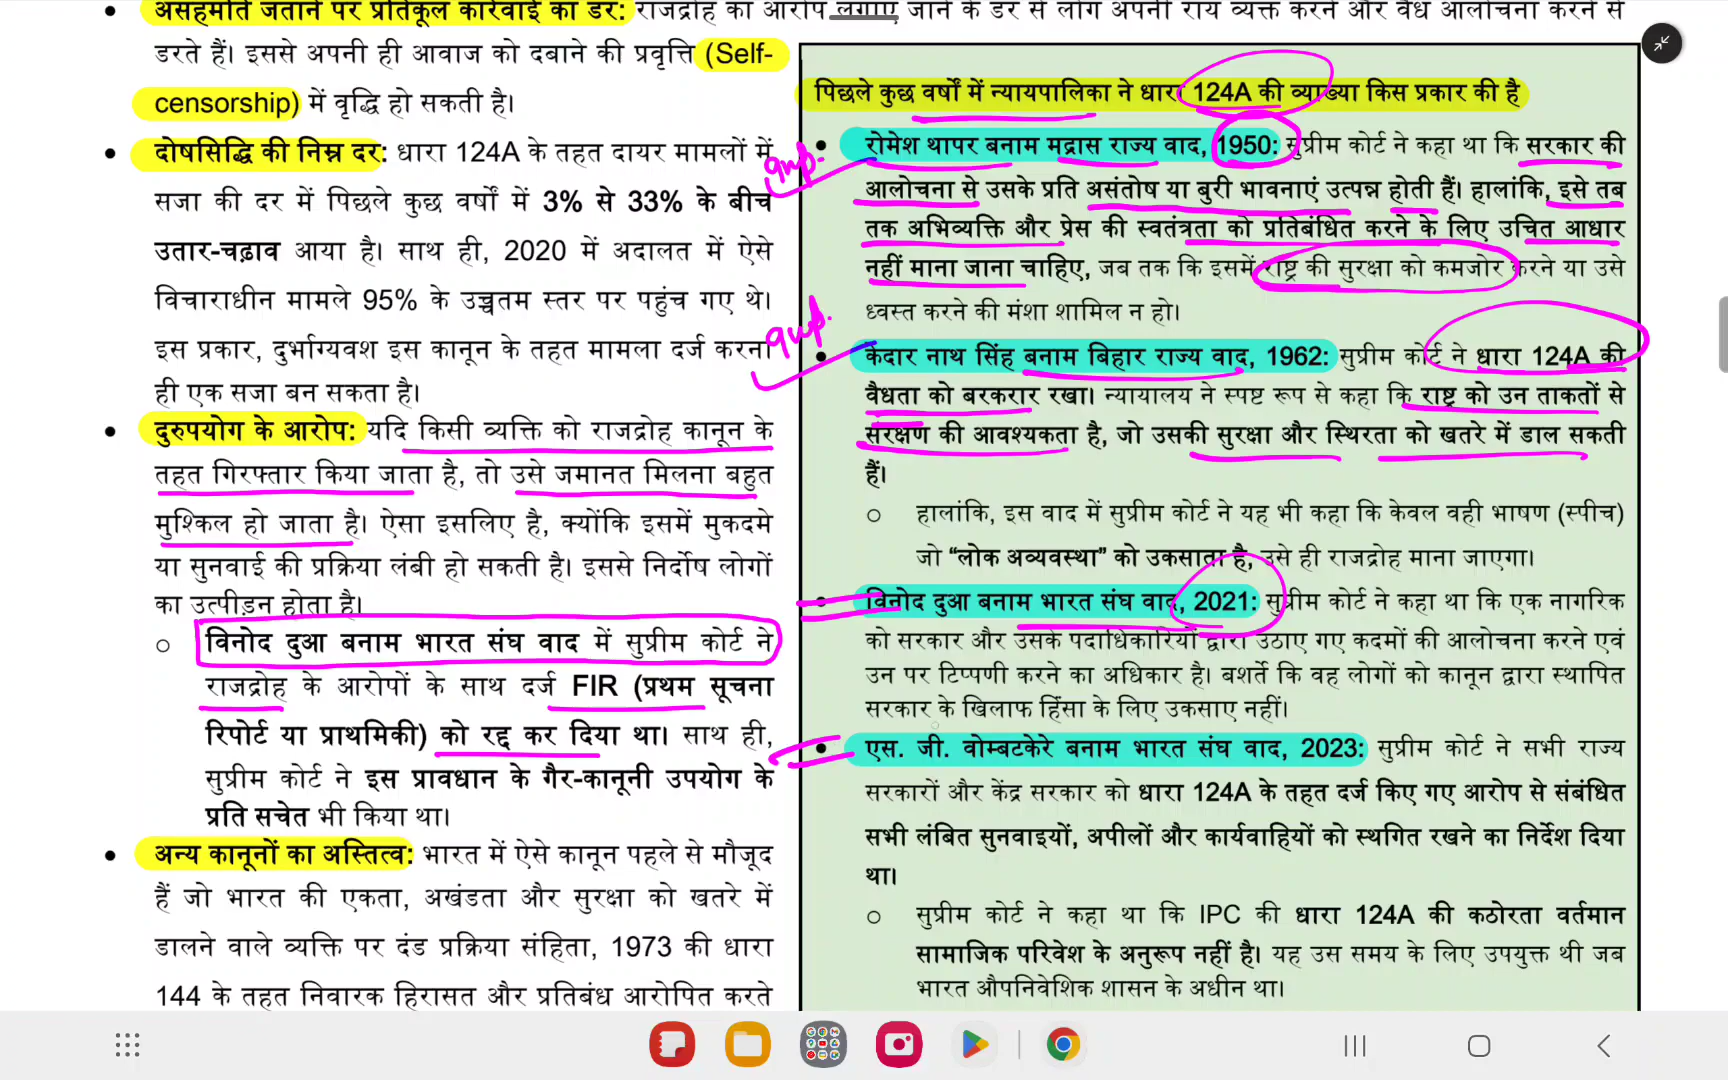 असहमति जताने पर प्रतिकूल कार्रवाई का डर: राजद्रोह का आरोप लगाए जाने के डर से लोग अपनी राय व्यक्त करने और वैध आलोचना करने से
डरते हैं। इससे अपनी ही आवाज को दबाने की प्रवृत्ति (Self-
censorship) में वृद्धि हो सकती है।
• दोषसिद्धि की निम्न दर: धारा 124A के तहत दायर मामलों में
सजा की दर में पिछले कुछ वर्षों में 3% से 33% के बीच
उतार-चढ़ाव आया है। साथ ही, 2020 में अदालत में ऐसे
विचाराधीन मामले 95% के उच्चतम स्तर पर पहुंच गए थे।
इस प्रकार, दुर्भाग्यवश इस कानून के तहत मामला दर्ज करना
ही एक सजा बन सकता है।
• दुरुपयोग के आरोप: यदि किसी व्यक्ति को राजद्रोह कानून के
तहत गिरफ्तार किया जाता है, तो उसे जमानत मिलना बहुत
मुश्किल हो जाता है। ऐसा इसलिए है, क्योंकि इसमें मुकदमे
या सुनवाई की प्रक्रिया लंबी हो सकती है। इससे निर्दोष लोगों
का उत्पीड़न होता है।
o विनोद दुआ बनाम भारत संघ वाद में सुप्रीम कोर्ट ने
राजद्रोह के आरोपों के साथ दर्ज FIR (प्रथम सूचना
रिपोर्ट या प्राथमिकी) को रद्द कर दिया था। साथ ही,
सुप्रीम कोर्ट ने इस प्रावधान के गैर-कानूनी उपयोग के
प्रति सचेत भी किया था।
• अन्य कानूनों का अस्तित्व: भारत में ऐसे कानून पहले से मौजूद
हैं जो भारत की एकता, अखंडता और सुरक्षा को खतरे में
डालने वाले व्यक्ति पर दंड प्रक्रिया संहिता, 1973 की धारा
144 के तहत निवारक हिरासत और प्रतिबंध आरोपित करते
पिछले कुछ वर्षों में न्यायपालिका ने धारा 124A की व्याख्या किस प्रकार की है
• रोमेश थापर बनाम मद्रास राज्य वाद, 1950: सुप्रीम कोर्ट ने कहा था कि सरकार की
आलोचना से उसके प्रति असंतोष या बुरी भावनाएं उत्पन्न होती हैं। हालांकि, इसे तब
तक अभिव्यक्ति और प्रेस की स्वतंत्रता को प्रतिबंधित करने के लिए उचित आधार
नहीं माना जाना चाहिए, जब तक कि इसमें राष्ट्र की सुरक्षा को कमजोर करने या उसे
ध्वस्त करने की मंशा शामिल न हो।
• केदार नाथ सिंह बनाम बिहार राज्य वाद, 1962: सुप्रीम कोर्ट ने धारा 124A की
वैधता को बरकरार रखा। न्यायालय ने स्पष्ट रूप से कहा कि राष्ट्र को उन ताकतों से
संरक्षण की आवश्यकता है, जो उसकी सुरक्षा और स्थिरता को खतरे में डाल सकती
हैं।
o हालांकि, इस वाद में सुप्रीम कोर्ट ने यह भी कहा कि केवल वही भाषण (स्पीच)
जो “लोक अव्यवस्था” को उकसाता है, उसे ही राजद्रोह माना जाएगा।
• विनोद दुआ बनाम भारत संघ वाद, 2021: सुप्रीम कोर्ट ने कहा था कि एक नागरिक
को सरकार और उसके पदाधिकारियों द्वारा उठाए गए कदमों की आलोचना करने एवं
उन पर टिप्पणी करने का अधिकार है। बशर्ते कि वह लोगों को कानून द्वारा स्थापित
सरकार के खिलाफ हिंसा के लिए उकसाए नहीं।
• एस. जी. वोम्बटकेरे बनाम भारत संघ वाद, 2023: सुप्रीम कोर्ट ने सभी राज्य
सरकारों और केंद्र सरकार को धारा 124A के तहत दर्ज किए गए आरोप से संबंधित
सभी लंबित सुनवाइयों, अपीलों और कार्यवाहियों को स्थगित रखने का निर्देश दिया
था।
o सुप्रीम कोर्ट ने कहा था कि IPC की धारा 124A की कठोरता वर्तमान
सामाजिक परिवेश के अनुरूप नहीं है। यह उस समय के लिए उपयुक्त थी जब
भारत औपनिवेशिक शासन के अधीन था।